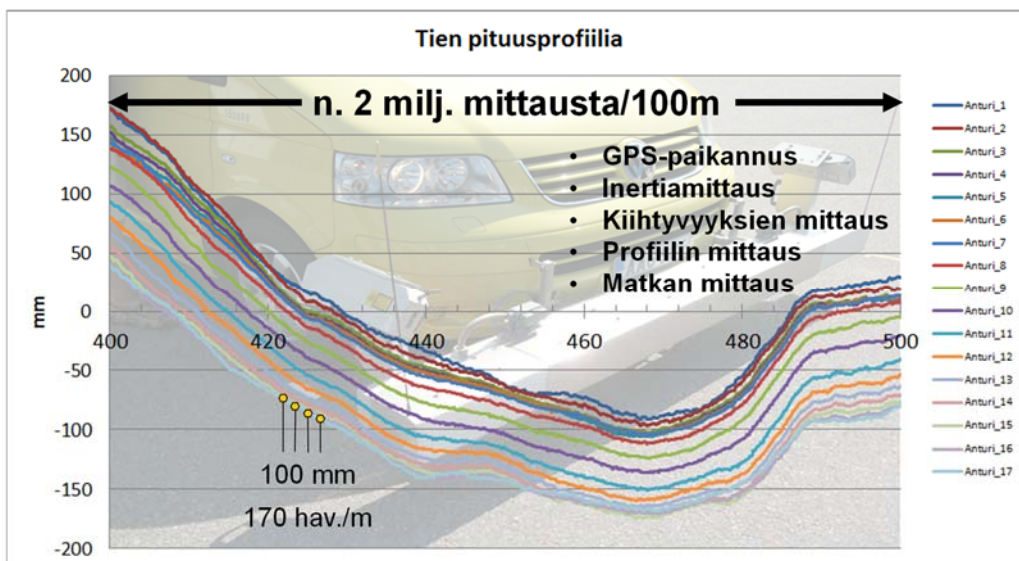 Tien pituusprofiilia
200
n. 2 milj. mittausta/100m
150
• GPS-paikannus
• Inertiamittaus
100
• Kiihtyvyyksien mittaus
• Profiilin mittaus
50
• Matkan mittaus
mm
0
400 420 440 460 480 500
-50
-100
100 mm
-150
170 hav./m
-200
Anturi_1
Anturi_2
Anturi_3
Anturi_4
Anturi_5
Anturi_6
Anturi_7
Anturi_8
Anturi_9
Anturi_10
Anturi_11
Anturi_12
Anturi_13
Anturi_14
Anturi_15
Anturi_16
Anturi_17